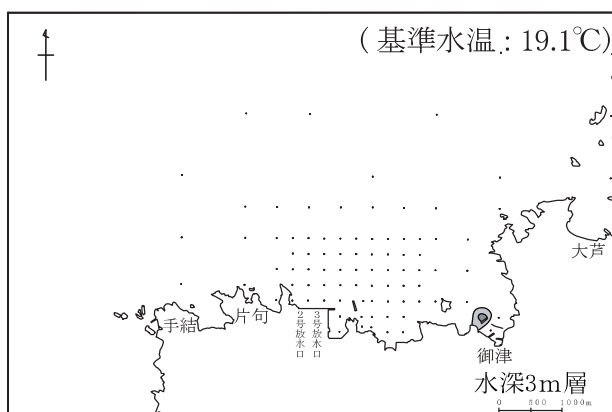 (基準水温：19.1℃)
大芦
片句
手結
2号放水口
3号放水口
御津
水深3m層
0 500 1000m